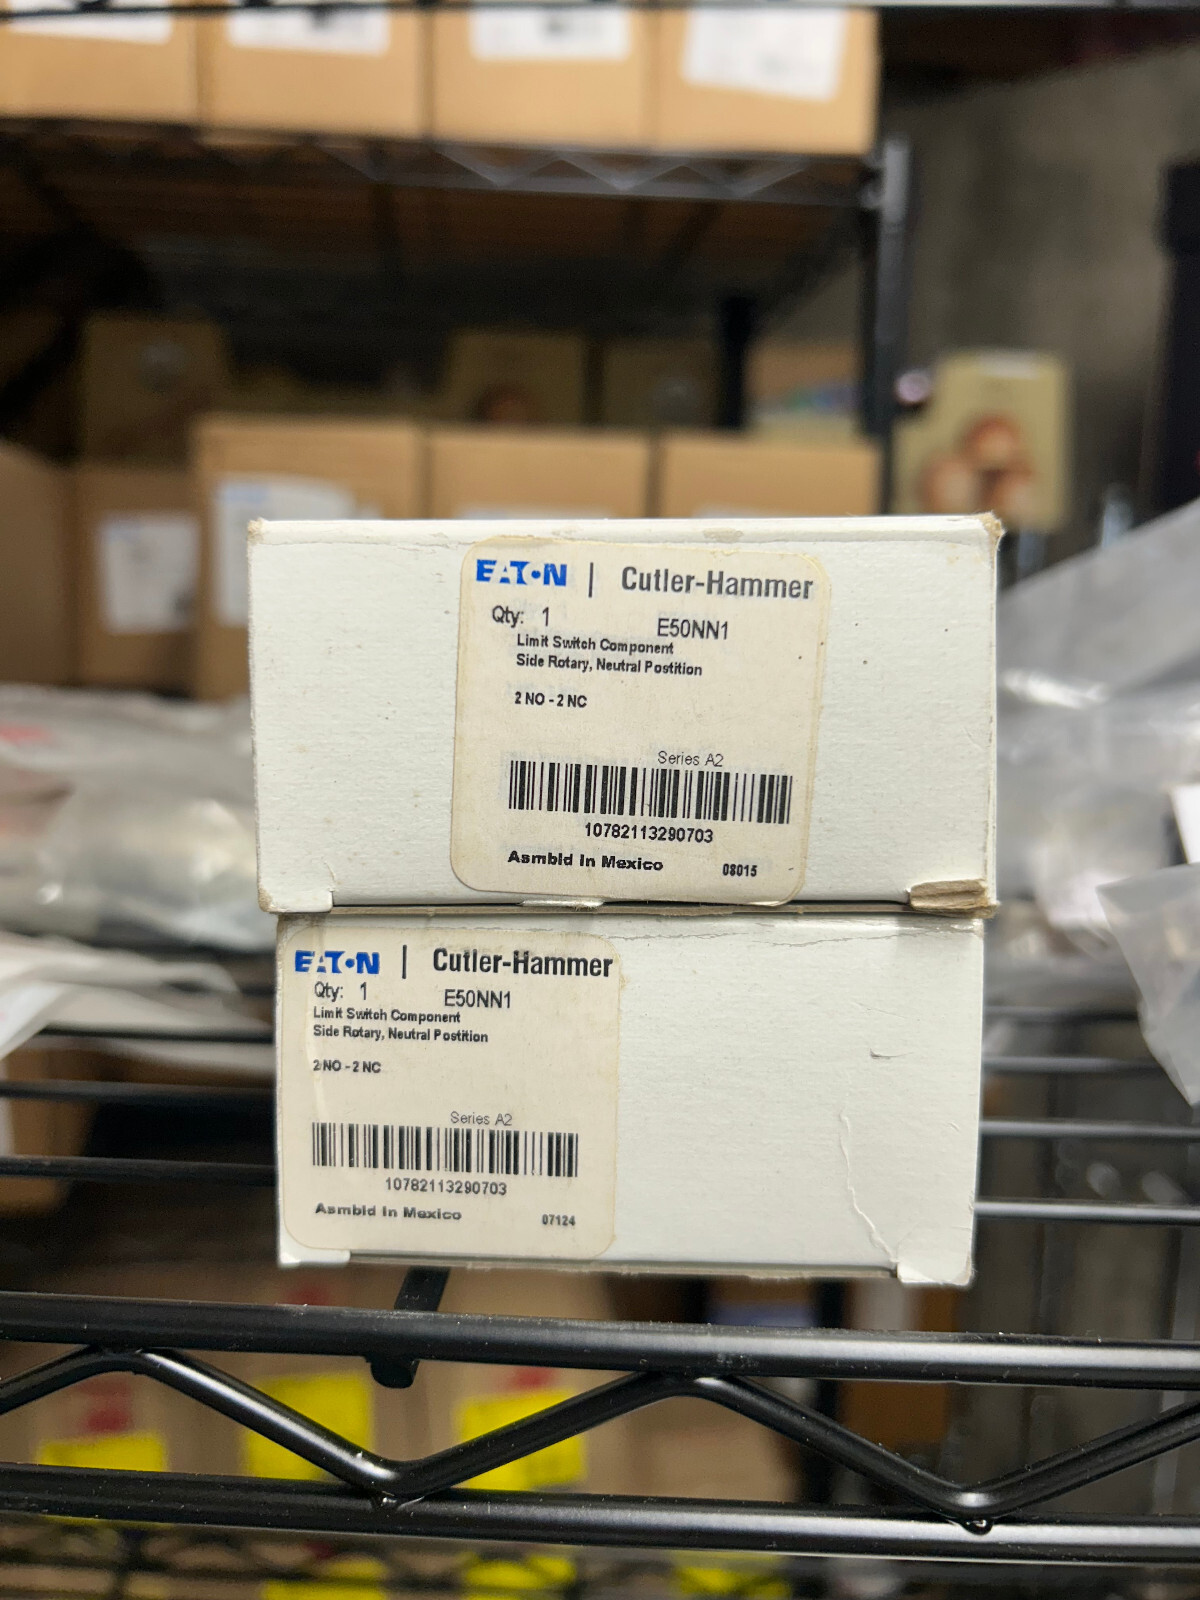 EATON | Cutler-Hammer
Qty: 1 E50NN1
Limit Switch Component
Side Rotary, Neutral Postition
2 NO - 2 NC
Series A2
10782113290703
Asmbld In Mexico 08015
EATON | Cutler-Hammer
Qty: 1 E50NN1
Limit Switch Component
Side Rotary, Neutral Postition
2 NO - 2 NC
Series A2
10782113290703
Asmbld In Mexico 07124